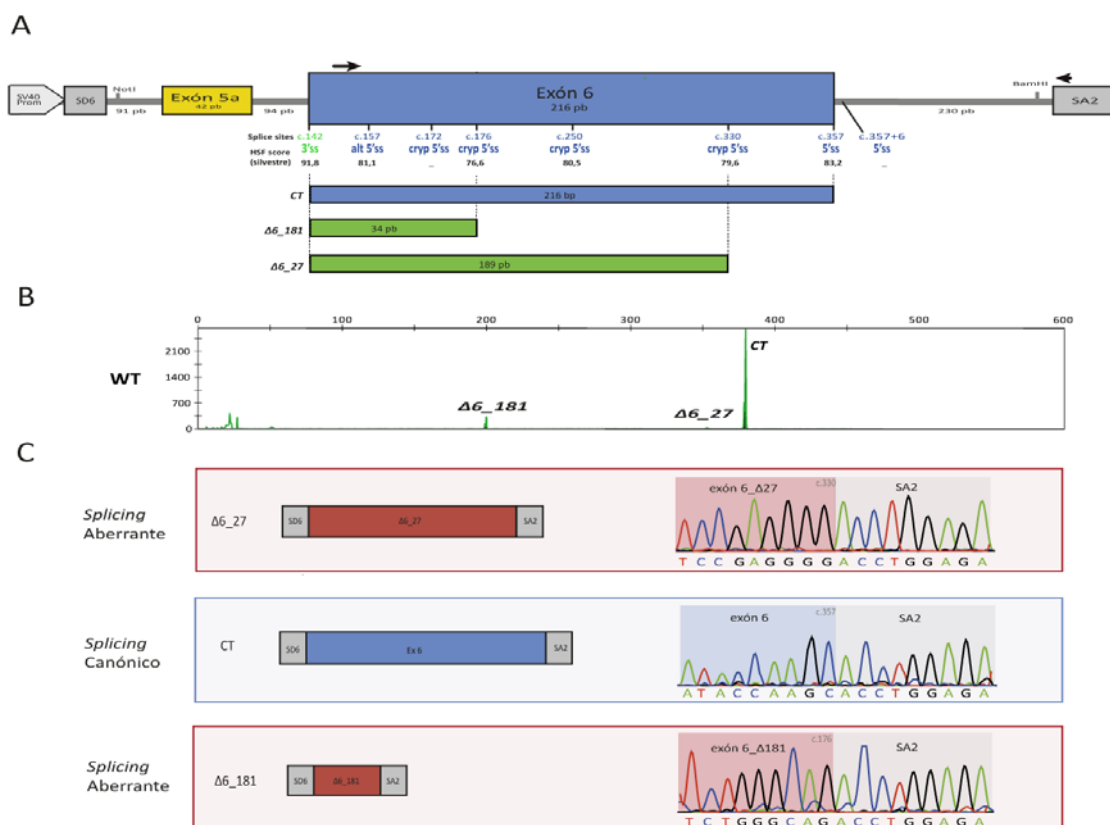 A
SV40
Prom
SD6
NotI
91 pb
Exón 5a
42 pb
94 pb
Exón 6
216 pb
BamHI
230 pb
SA2
Splice sites
HSF score
(silvestre)
c.142 c.157 c.172 c.176 c.250 c.330 c.357 c.357+6
3'ss alt 5'ss cryp 5'ss cryp 5'ss cryp 5'ss cryp 5'ss 5'ss 5'ss
91,8 81,1 _ 76,6 80,5 79,6 83,2 _
CT 216 bp
Δ6_181 34 pb
Δ6_27 189 pb
B
0 100 200 300 400 500 600
2100
1400
700
0
WT
Δ6_181
Δ6_27
CT
C
Splicing
Aberrante
Δ6_27
SD6 Δ6_27 SA2
exón 6_Δ27 c.330 SA2
T C C G A G G G G A C C T G G A G A
Splicing
Canónico
CT
SD6 Ex 6 SA2
exón 6 c.357 SA2
A T A C C A A G C A C C T G G A G A
Splicing
Aberrante
Δ6_181
SD6 Δ6_181 SA2
exón 6_Δ181 c.176 SA2
T C T G G G C A G A C C T G G A G A